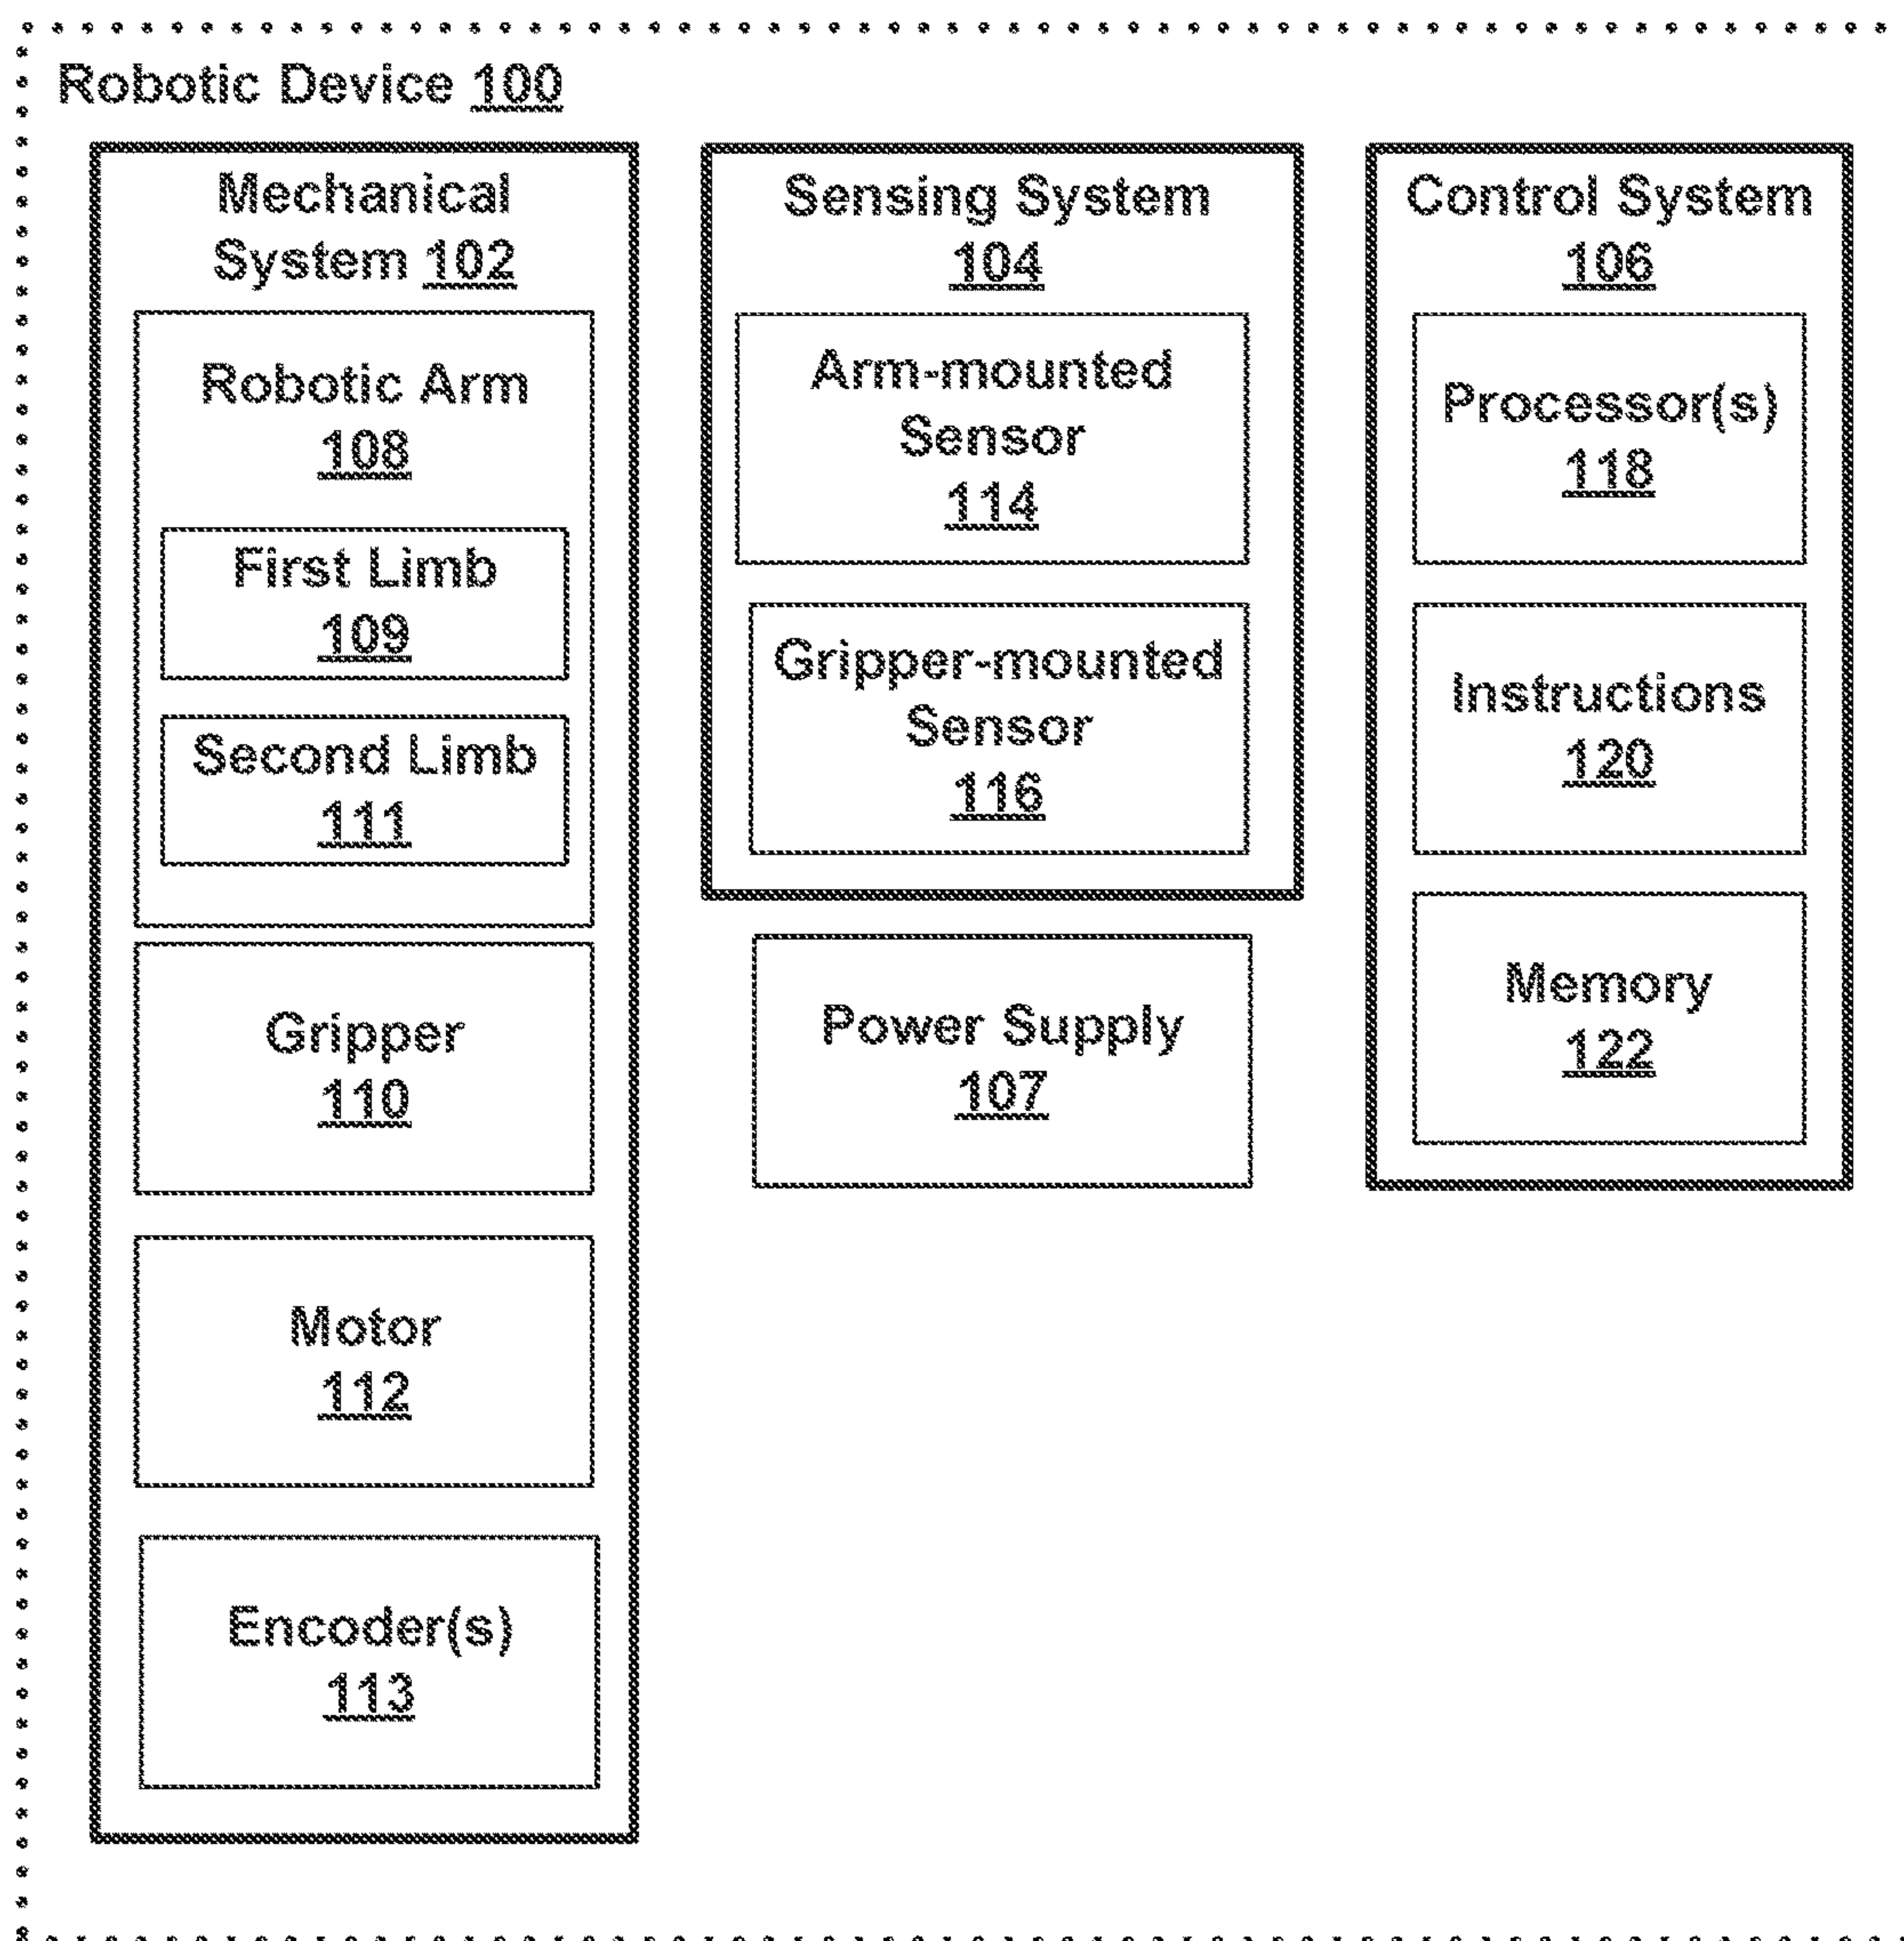 Robotic Device 100
Mechanical
System 102
Robotic Arm
108
First Limb
109
Second Limb
111
Gripper
110
Motor
112
Encoder(s)
113
Sensing System
104
Arm-mounted
Sensor
114
Gripper-mounted
Sensor
116
Power Supply
107
Control System
106
Processor(s)
118
Instructions
120
Memory
122